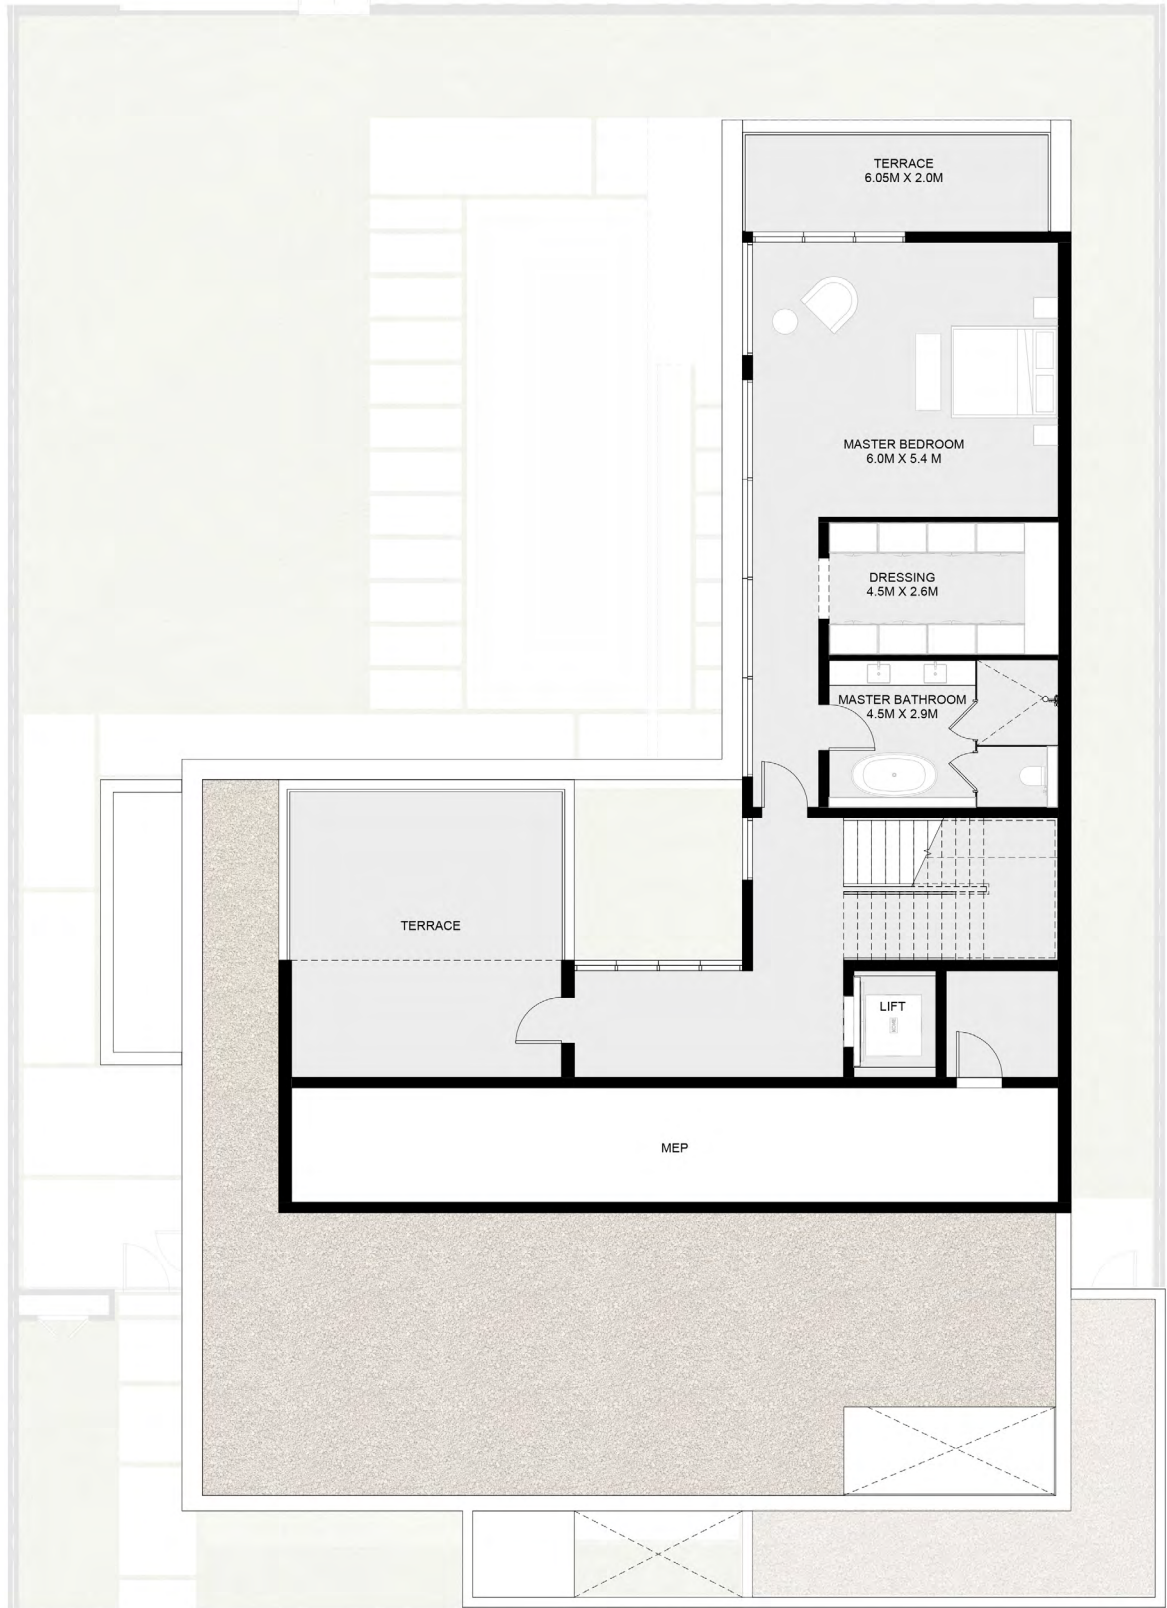 TERRACE
6.05M X 2.0M
MASTER BEDROOM
6.0M X 5.4 M
DRESSING
4.5M X 2.6M
MASTER BATHROOM
4.5M X 2.9M
TERRACE
LIFT
MEP